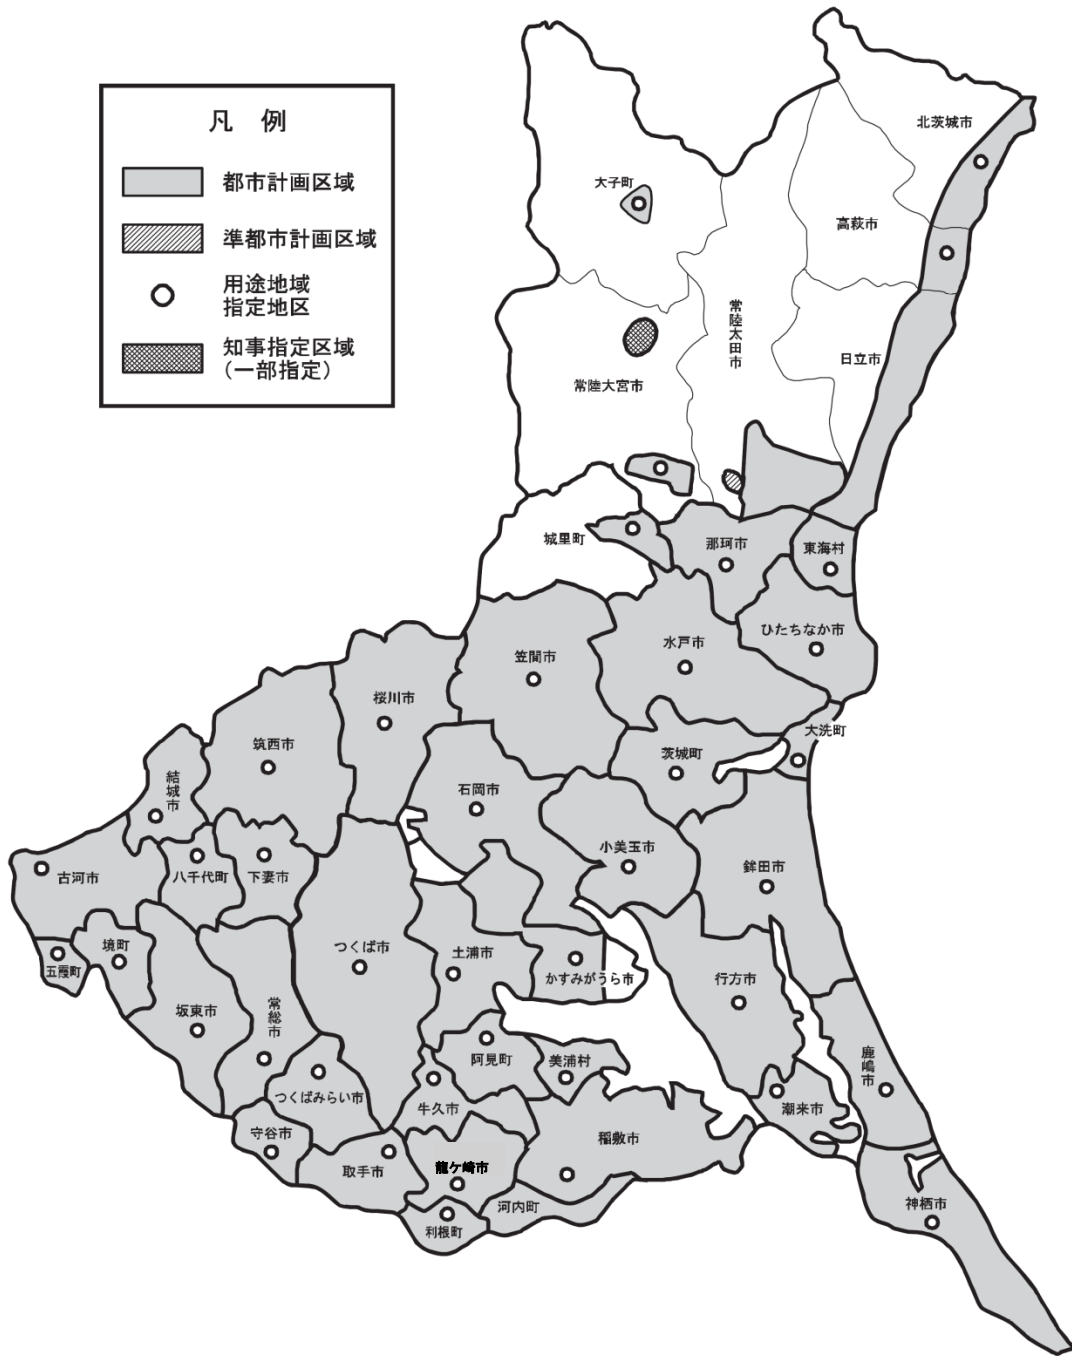 凡 例
都市計画区域
準都市計画区域
用途地域
指定地区
知事指定区域
(一部指定)
北茨城市
大子町
高萩市
常陸太田市
日立市
常陸大宮市
城里町
那珂市
東海村
ひたちなか市
水戸市
笠間市
桜川市
大洗町
筑西市
茨城町
結城市
石岡市
小美玉市
鉾田市
古河市
八千代町
下妻市
境町
つくば市
土浦市
五霞町
かすみがうら市
行方市
坂東市
常総市
阿見町
美浦村
鹿嶋市
つくばみらい市
牛久市
潮来市
守谷市
稲敷市
取手市
龍ケ崎市
河内町
神栖市
利根町